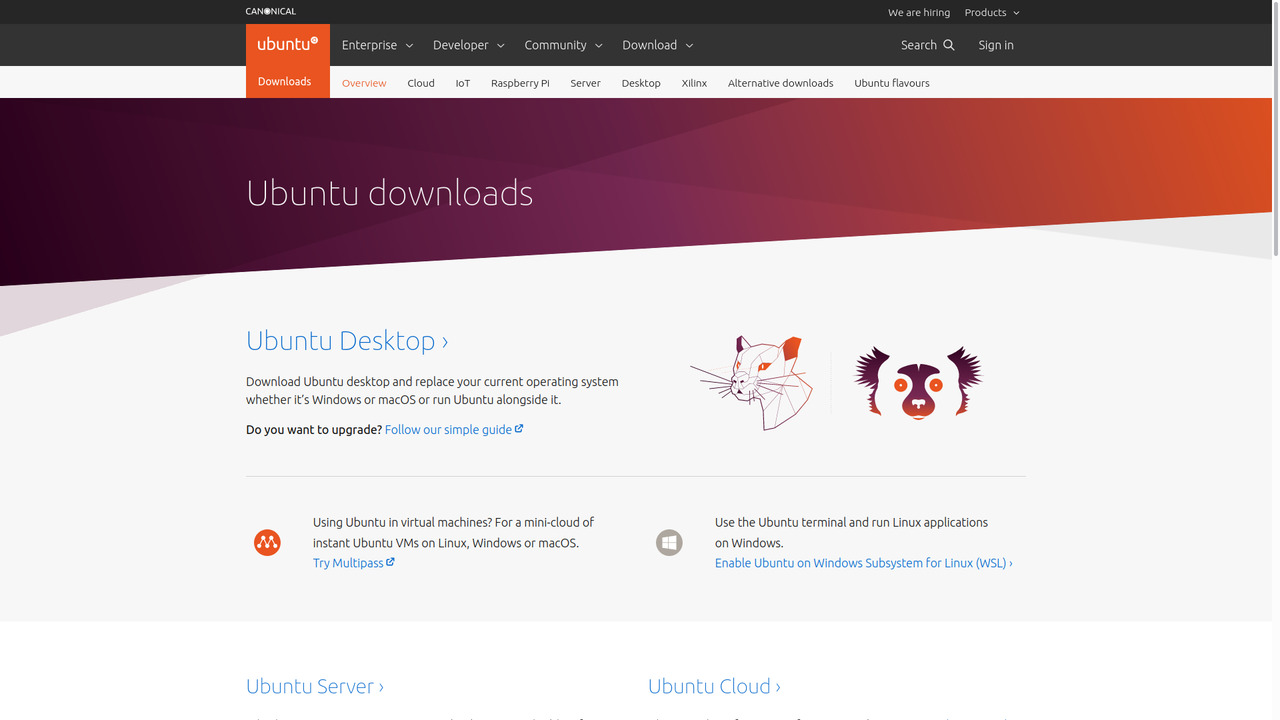 CANONICAL
We are hiring
Products
ubuntu
Enterprise
Developer
Community
Download
Search
Sign in
Downloads
Overview
Cloud
IoT
Raspberry Pi
Server
Desktop
Xilinx
Alternative downloads
Ubuntu flavours
Ubuntu downloads
Ubuntu Desktop ›
Download Ubuntu desktop and replace your current operating system
whether it's Windows or macOS or run Ubuntu alongside it.
Do you want to upgrade? Follow our simple guide
Using Ubuntu in virtual machines? For a mini-cloud of
instant Ubuntu VMs on Linux, Windows or macOS.
Try Multipass
Use the Ubuntu terminal and run Linux applications
on Windows.
Enable Ubuntu on Windows Subsystem for Linux (WSL) ›
Ubuntu Server ›
Ubuntu Cloud ›